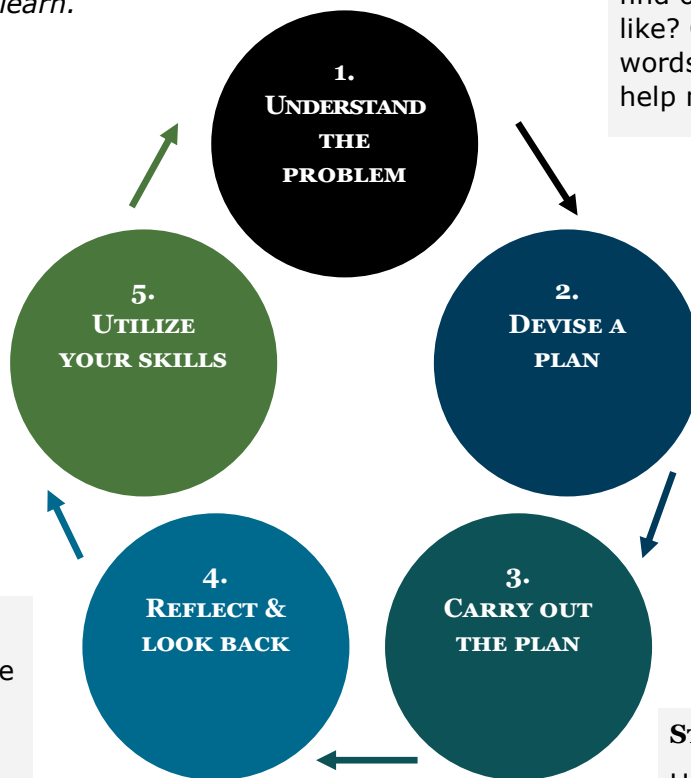 learn.
like?
words
help
1.
UNDERSTAND
THE
PROBLEM
5.
UTILIZE
YOUR SKILLS
2.
DEVISE A
PLAN
4.
REFLECT &
LOOK BACK
3.
CARRY OUT
THE PLAN